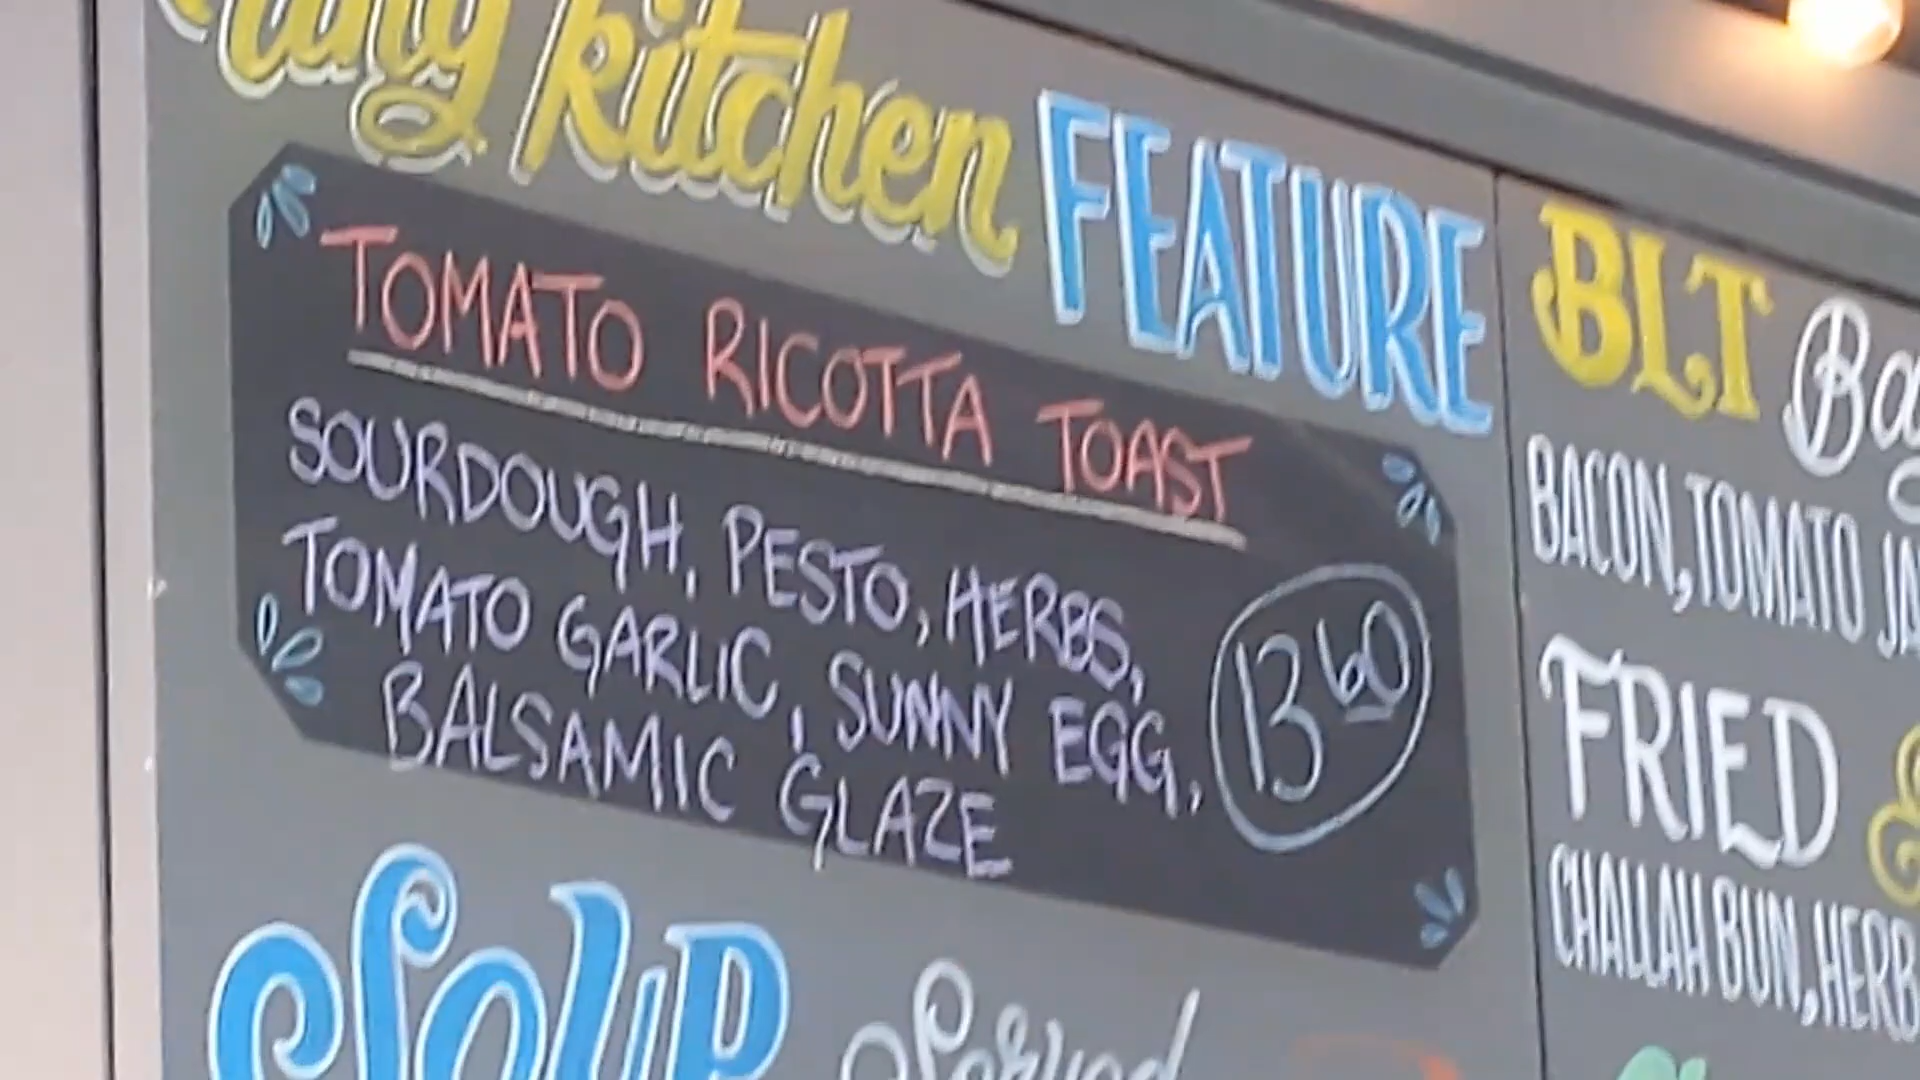 kitchen FEATURE
TOMATO RICOTTA TOAST
SOURDOUGH, PESTO, HERBS,
TOMATO GARLIC, SUNNY EGG,
BALSAMIC GLAZE
13 60
SOUP Served
BLT
BACON, TOMATO
FRIED
CHALLAH BUN, HERB